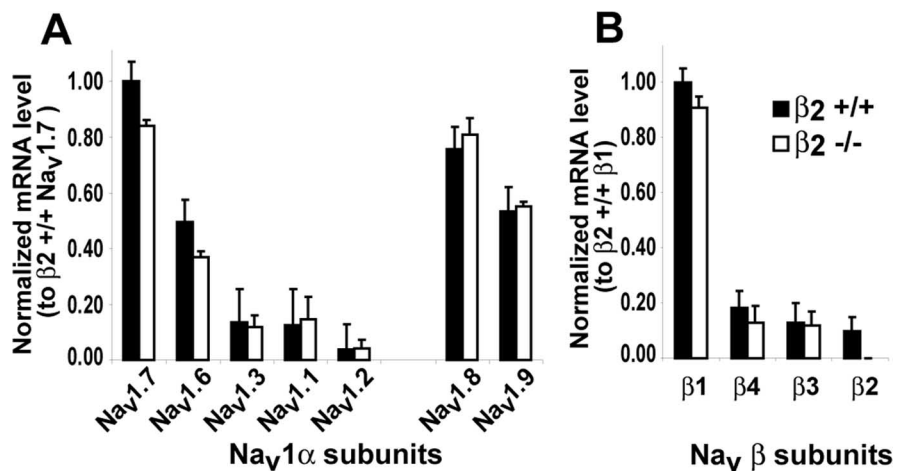 A
Normalized mRNA level
(to β2 +/+ Nav1.7 )
1.00
0.80
0.60
0.40
0.20
0.00
Nav1.7
Nav1.6
Nav1.3
Nav1.1
Nav1.2
Nav1.8
Nav1.9
Nav1α subunits
B
Normalized mRNA level
(to β2 +/+ β1)
1.00
0.80
0.60
0.40
0.20
0.00
β2 +/+
β2 -/-
β1
β4
β3
β2
Nav β subunits